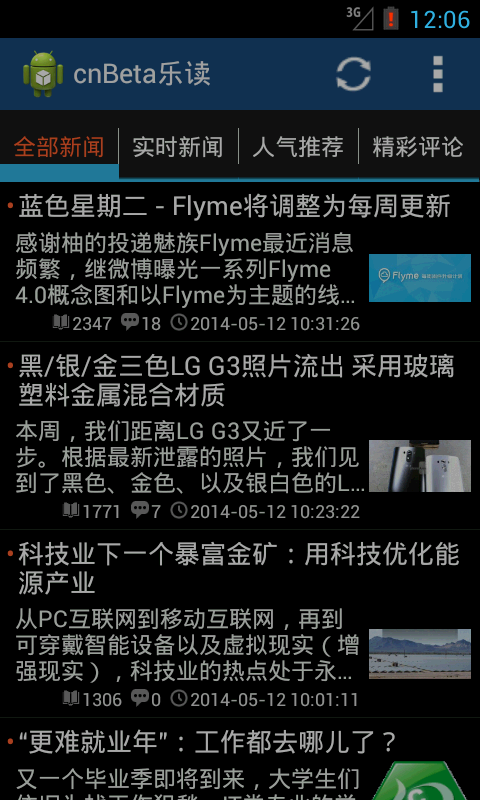 3G 12:06
cnBeta乐读
全部新闻 实时新闻 人气推荐 精彩评论
蓝色星期二 - Flyme将调整为每周更新
感谢柚的投递魅族Flyme最近消息
频繁，继微博曝光一系列Flyme
4.0概念图和以Flyme为主题的线...
Flyme
2347 18 2014-05-12 10:31:26
黑/银/金三色LG G3照片流出 采用玻璃
塑料金属混合材质
本周，我们距离LG G3又近了一
步。根据最新泄露的照片，我们见
到了黑色、金色、以及银白色的L...
1771 7 2014-05-12 10:23:22
科技业下一个暴富金矿：用科技优化能
源产业
从PC互联网到移动互联网，再到
可穿戴智能设备以及虚拟现实（增
强现实），科技业的热点处于永...
1306 0 2014-05-12 10:01:11
“更难就业年”：工作都去哪儿了？
又一个毕业季即将到来，大学生们